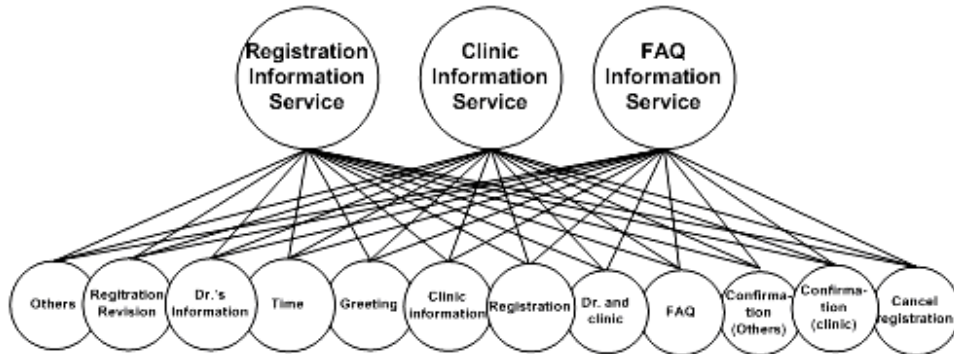 Registration
Information
Service
Clinic
Information
Service
FAQ
Information
Service
Others
Regitration
Revision
Dr.'s
Information
Time
Greeting
Clinic
information
Registration
Dr. and
clinic
FAQ
Confirma-
tion
(Others)
Confirma-
tion
(clinic)
Cancel
registration